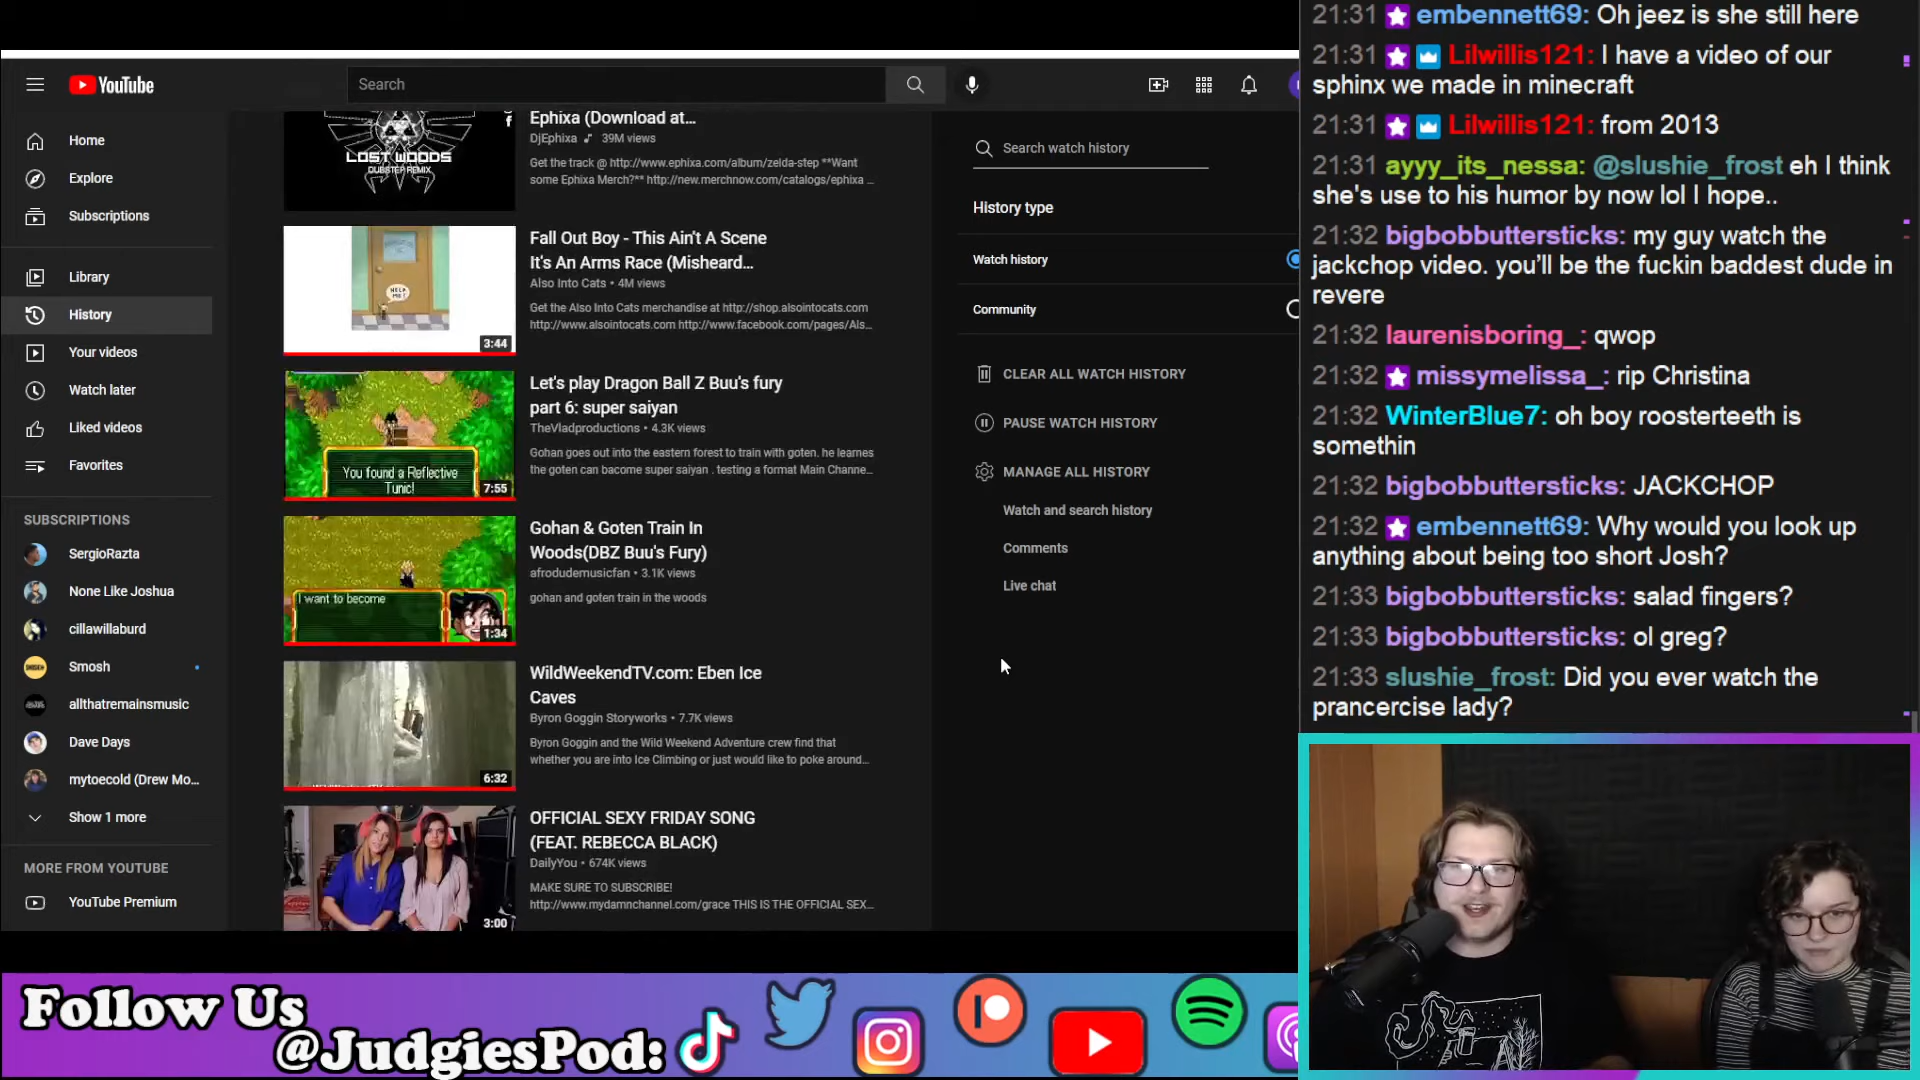 YouTube
Search
Home
Explore
Subscriptions
Library
History
Your videos
Watch later
Liked videos
Favorites
SUBSCRIPTIONS
SergioRazta
None Like Joshua
cillawillaburd
Smosh
allthatremainsmusic
Dave Days
mytoecold (Drew Mo...
Show 1 more
MORE FROM YOUTUBE
YouTube Premium
LOST WOODS
DUBSTEP REMIX
Ephixa (Download at...
DjEphixa ♪ 39M views
Get the track @ http://www.ephixa.com/album/zelda-step **Want
some Ephixa Merch?** http://new.merchnow.com/catalogs/ephixa ...
HELP ME!
3:44
Fall Out Boy - This Ain't A Scene
It's An Arms Race (Misheard...
Also Into Cats • 4M views
Get the Also Into Cats merchandise at http://shop.alsointocats.com
http://www.alsointocats.com http://www.facebook.com/pages/Als...
You found a Reflective
Tunic!
7:55
Let's play Dragon Ball Z Buu's fury
part 6: super saiyan
TheVladproductions • 4.3K views
Gohan goes out into the eastern forest to train with goten. he learnes
the goten can bacome super saiyan . testing a format Main Channe...
I want to become
1:34
Gohan & Goten Train In
Woods(DBZ Buu's Fury)
afrodudemusicfan • 3.1K views
gohan and goten train in the woods
6:32
WildWeekendTV.com: Eben Ice
Caves
Byron Goggin Storyworks • 7.7K views
Byron Goggin and the Wild Weekend Adventure crew find that
whether you are into Ice Climbing or just would like to poke around...
3:00
OFFICIAL SEXY FRIDAY SONG
(FEAT. REBECCA BLACK)
DailyYou • 674K views
MAKE SURE TO SUBSCRIBE!
http://www.mydamnchannel.com/grace THIS IS THE OFFICIAL SEX...
Search watch history
History type
Watch history
Community
CLEAR ALL WATCH HISTORY
PAUSE WATCH HISTORY
MANAGE ALL HISTORY
Watch and search history
Comments
Live chat
21:31 embennett69: Oh jeez is she still here
21:31 Lilwillis121: I have a video of our
sphinx we made in minecraft
21:31 Lilwillis121: from 2013
21:31 ayyy_its_nessa: @slushie_frost eh I think
she's use to his humor by now lol I hope..
21:32 bigbobbuttersticks: my guy watch the
jackchop video. you’ll be the fuckin baddest dude in
revere
21:32 laurenisboring_: qwop
21:32 missymelissa_: rip Christina
21:32 WinterBlue7: oh boy roosterteeth is
somethin
21:32 bigbobbuttersticks: JACKCHOP
21:32 embennett69: Why would you look up
anything about being too short Josh?
21:33 bigbobbuttersticks: salad fingers?
21:33 bigbobbuttersticks: ol greg?
21:33 slushie_frost: Did you ever watch the
prancercise lady?
Follow Us
@JudgiesPod: